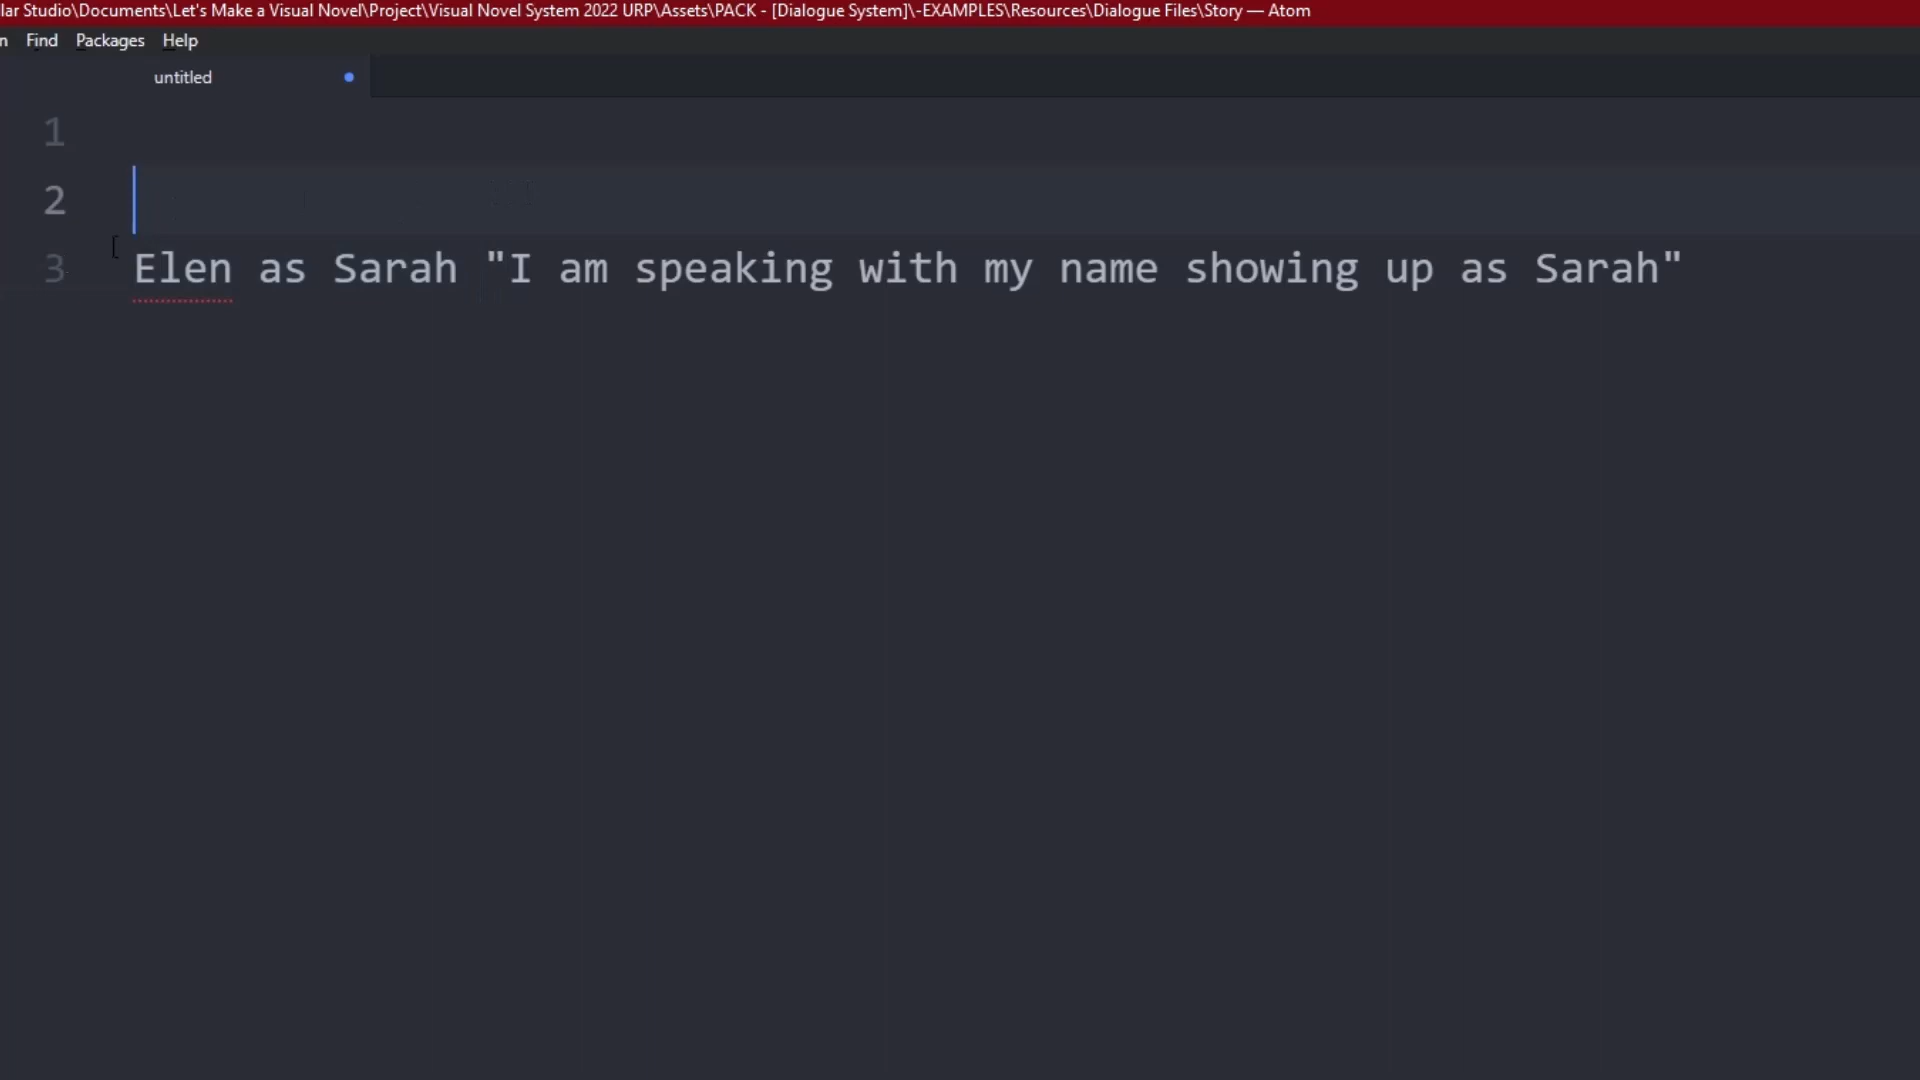 lar Studio\Documents\Let's Make a Visual Novel\Project\Visual Novel System 2022 URP\Assets\PACK - [Dialogue System]\-EXAMPLES\Resources\Dialogue Files\Story — Atom
n Find Packages Help
untitled
1
2
3 Elen as Sarah "I am speaking with my name showing up as Sarah"